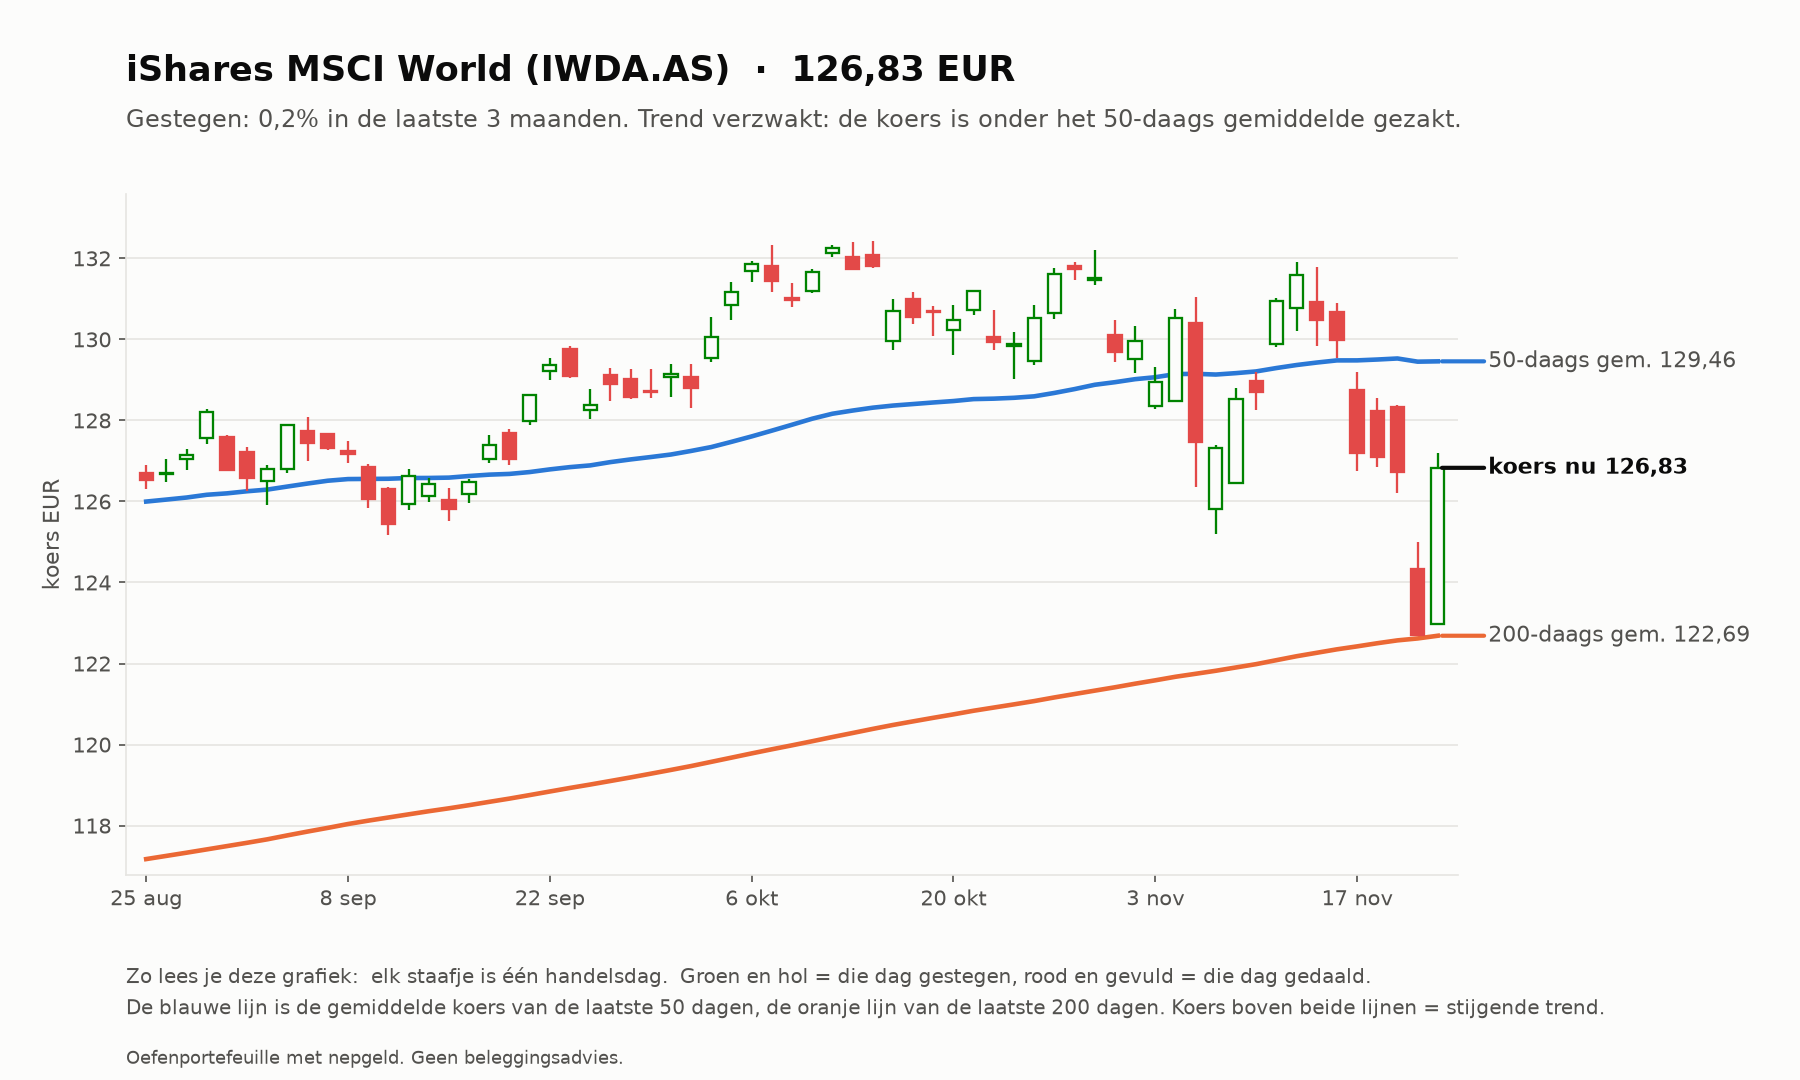 iShares MSCI World (IWDA.AS)  ·  126,83 EUR
Gestegen: 0,2% in de laatste 3 maanden. Trend verzwakt: de koers is onder het 50-daags gemiddelde gezakt.
koers EUR
132
130
128
126
124
122
120
118
50-daags gem. 129,46
koers nu 126,83
200-daags gem. 122,69
25 aug
8 sep
22 sep
6 okt
20 okt
3 nov
17 nov
Zo lees je deze grafiek:  elk staafje is één handelsdag.  Groen en hol = die dag gestegen, rood en gevuld = die dag gedaald.
De blauwe lijn is de gemiddelde koers van de laatste 50 dagen, de oranje lijn van de laatste 200 dagen. Koers boven beide lijnen = stijgende trend.
Oefenportefeuille met nepgeld. Geen beleggingsadvies.